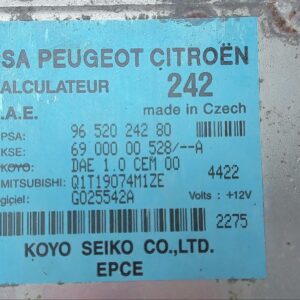 SA PEUGEOT CITROËN
ALCULATEUR 242
.A.E. made in Czech
PSA: 96 520 242 80
KSE: 69 000 00 528/--A
KOYO: DAE 1.0 CEM 00
MITSUBISHI: Q1T19074M1ZE 4422
giciel: G025542A Volts : +12V
2275
KOYO SEIKO CO.,LTD.
EPCE